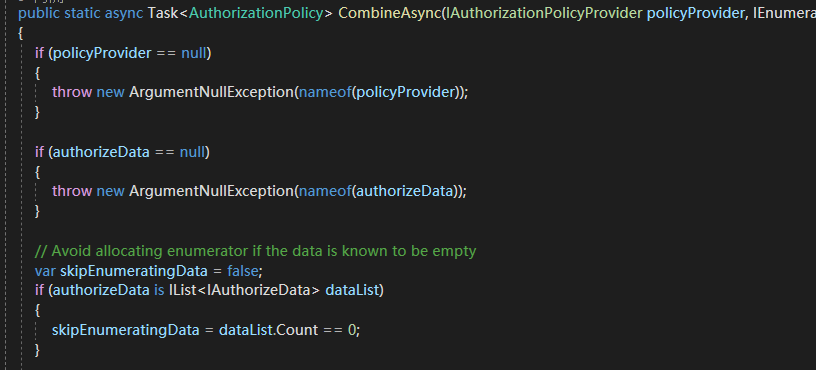 public static async Task<AuthorizationPolicy> CombineAsync(IAuthorizationPolicyProvider policyProvider,
{
if (policyProvider == null)
{
throw new ArgumentNullException(nameof(policyProvider));
}
if (authorizeData == null)
{
throw new ArgumentNullException(nameof(authorizeData));
}
// Avoid allocating enumerator if the data is known to be empty
var skipEnumeratingData = false;
if (authorizeData is IList<IAuthorizeData> dataList)
{
skipEnumeratingData = dataList.Count == 0;
}